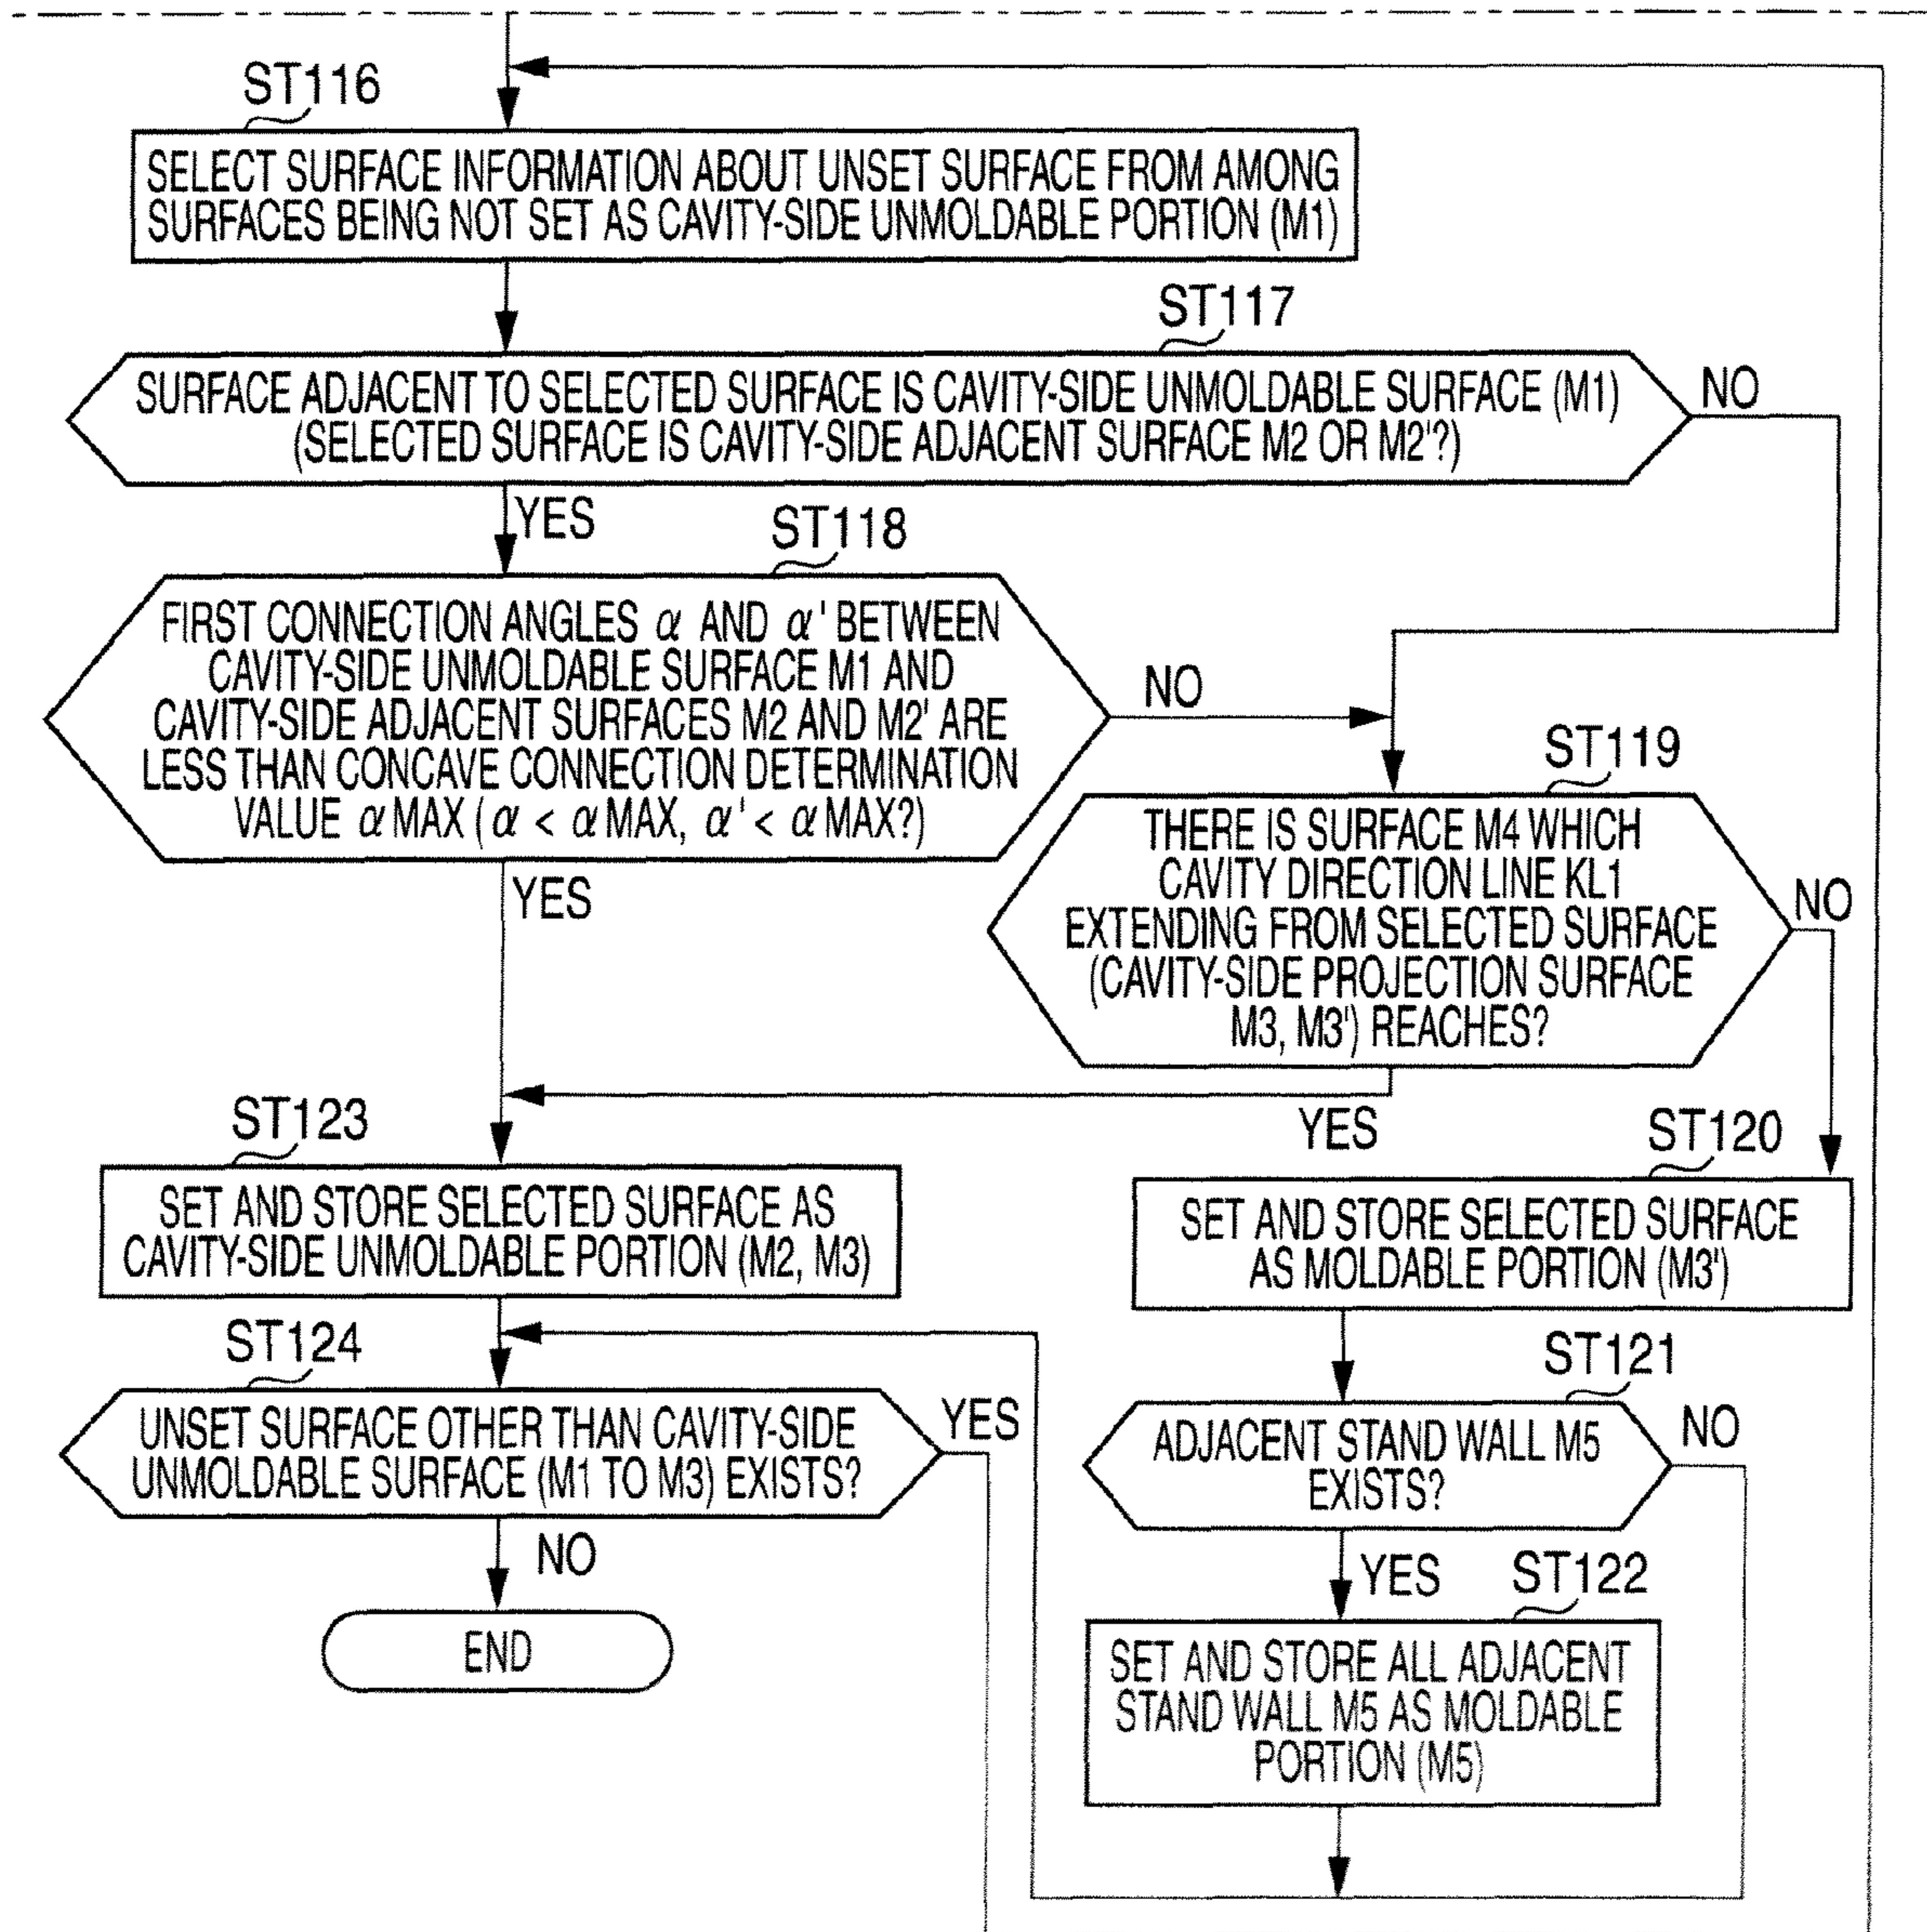 ST116
SELECT SURFACE INFORMATION ABOUT UNSET SURFACE FROM AMONG
SURFACES BEING NOT SET AS CAVITY-SIDE UNMOLDABLE PORTION (M1)
ST117
SURFACE ADJACENT TO SELECTED SURFACE IS CAVITY-SIDE UNMOLDABLE SURFACE (M1)
(SELECTED SURFACE IS CAVITY-SIDE ADJACENT SURFACE M2 OR M2'?)
NO
YES
ST118
FIRST CONNECTION ANGLES α AND α' BETWEEN
CAVITY-SIDE UNMOLDABLE SURFACE M1 AND
CAVITY-SIDE ADJACENT SURFACES M2 AND M2' ARE
LESS THAN CONCAVE CONNECTION DETERMINATION
VALUE α MAX (α < α MAX, α' < α MAX?)
NO
YES
ST119
THERE IS SURFACE M4 WHICH
CAVITY DIRECTION LINE KL1
EXTENDING FROM SELECTED SURFACE
(CAVITY-SIDE PROJECTION SURFACE
M3, M3') REACHES?
NO
YES
ST123
SET AND STORE SELECTED SURFACE AS
CAVITY-SIDE UNMOLDABLE PORTION (M2, M3)
ST120
SET AND STORE SELECTED SURFACE
AS MOLDABLE PORTION (M3')
ST124
UNSET SURFACE OTHER THAN CAVITY-SIDE
UNMOLDABLE SURFACE (M1 TO M3) EXISTS?
YES
NO
END
ST121
ADJACENT STAND WALL M5
EXISTS?
NO
YES
ST122
SET AND STORE ALL ADJACENT
STAND WALL M5 AS MOLDABLE
PORTION (M5)